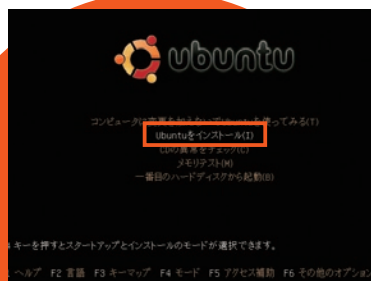 ubuntu
コンピュータに変更を加えないでUbuntuを使ってみる(T)
Ubuntuをインストール(I)
CDの異常をチェック(C)
メモリテスト(M)
一番目のハードディスクから起動(B)
キーを押すとスタートアップとインストールのモードが選択できます。
ヘルプ F2 言語 F3 キーマップ F4 モード F5 アクセス補助 F6 その他のオプション